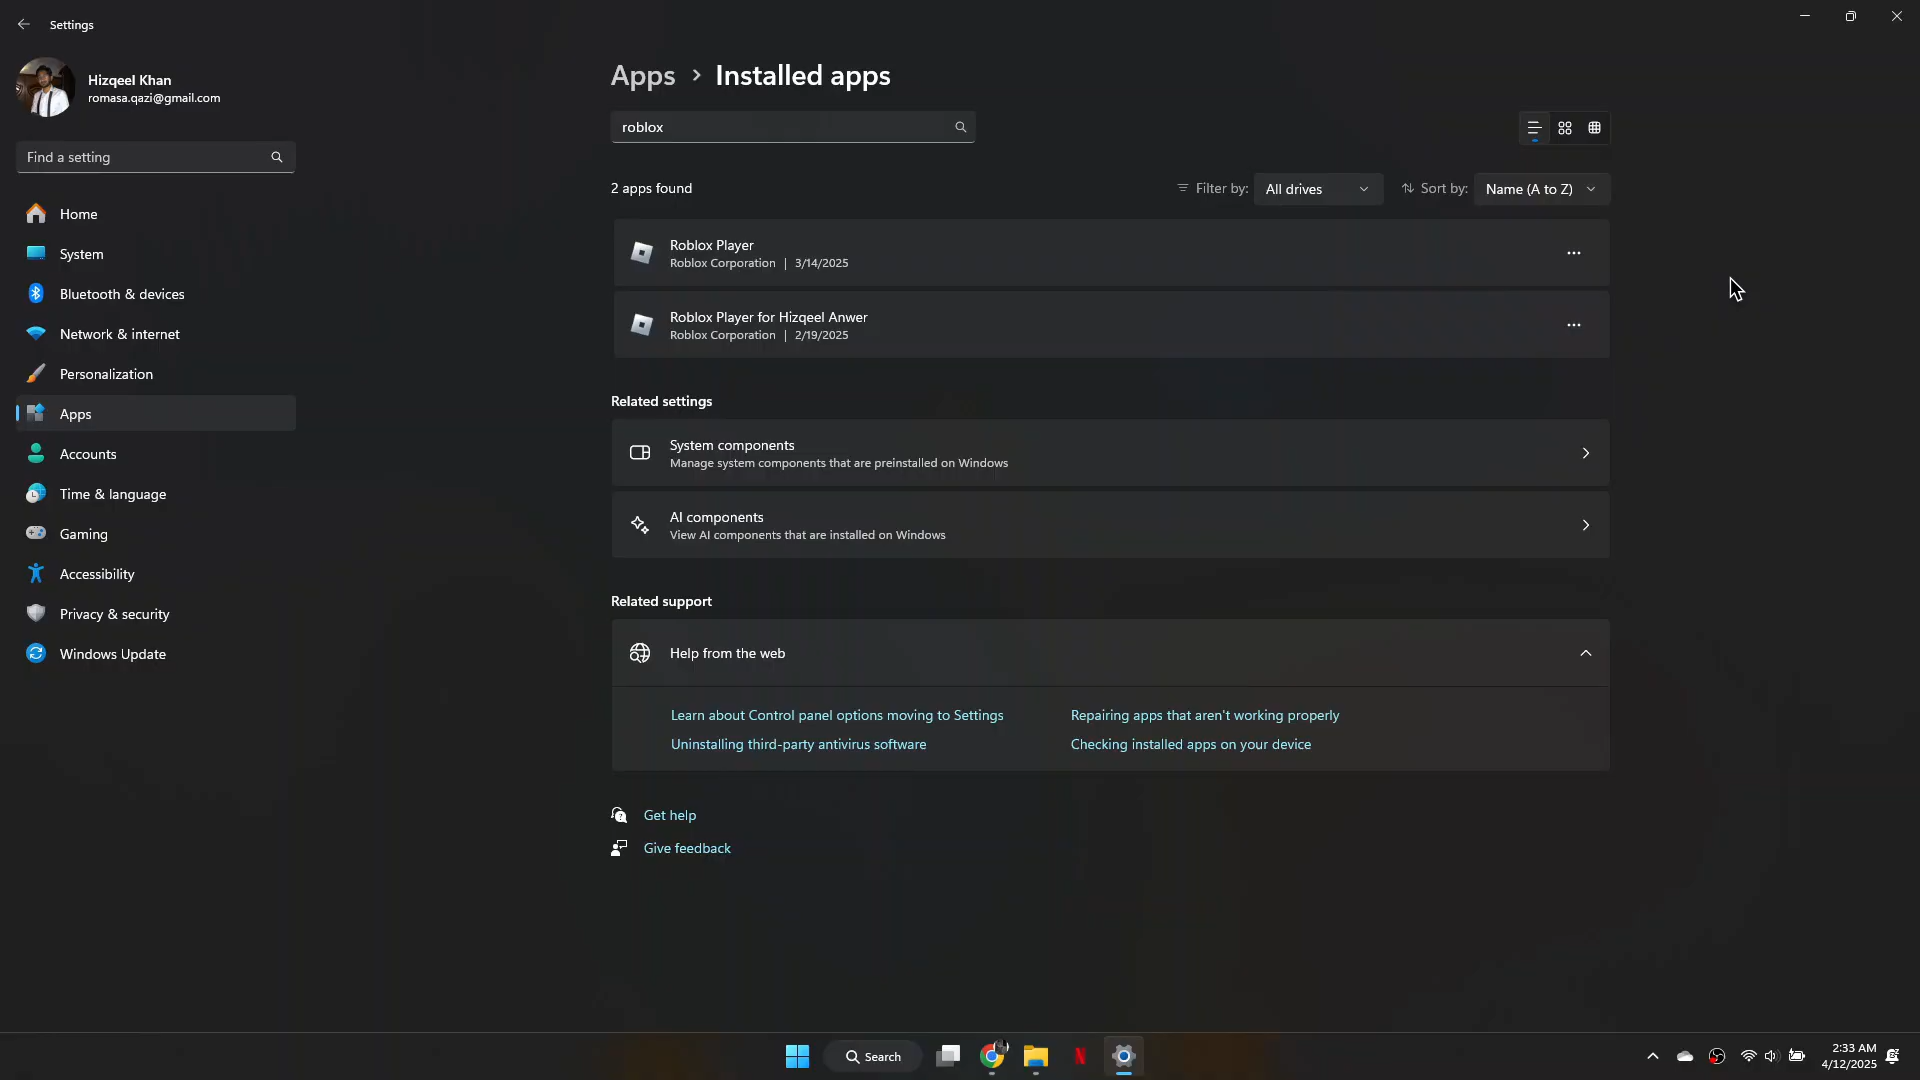 Settings
Hizqeel Khan
romasa.qazi@gmail.com
Find a setting
Home
System
Bluetooth & devices
Network & internet
Personalization
Apps
Accounts
Time & language
Gaming
Accessibility
Privacy & security
Windows Update
Apps > Installed apps
roblox
2 apps found
Filter by: All drives
Sort by: Name (A to Z)
Roblox Player
Roblox Corporation | 3/14/2025
Roblox Player for Hizqeel Anwer
Roblox Corporation | 2/19/2025
Related settings
System components
Manage system components that are preinstalled on Windows
AI components
View AI components that are installed on Windows
Related support
Help from the web
Learn about Control panel options moving to Settings
Repairing apps that aren't working properly
Uninstalling third-party antivirus software
Checking installed apps on your device
Get help
Give feedback
Search
N
2:33 AM
4/12/2025